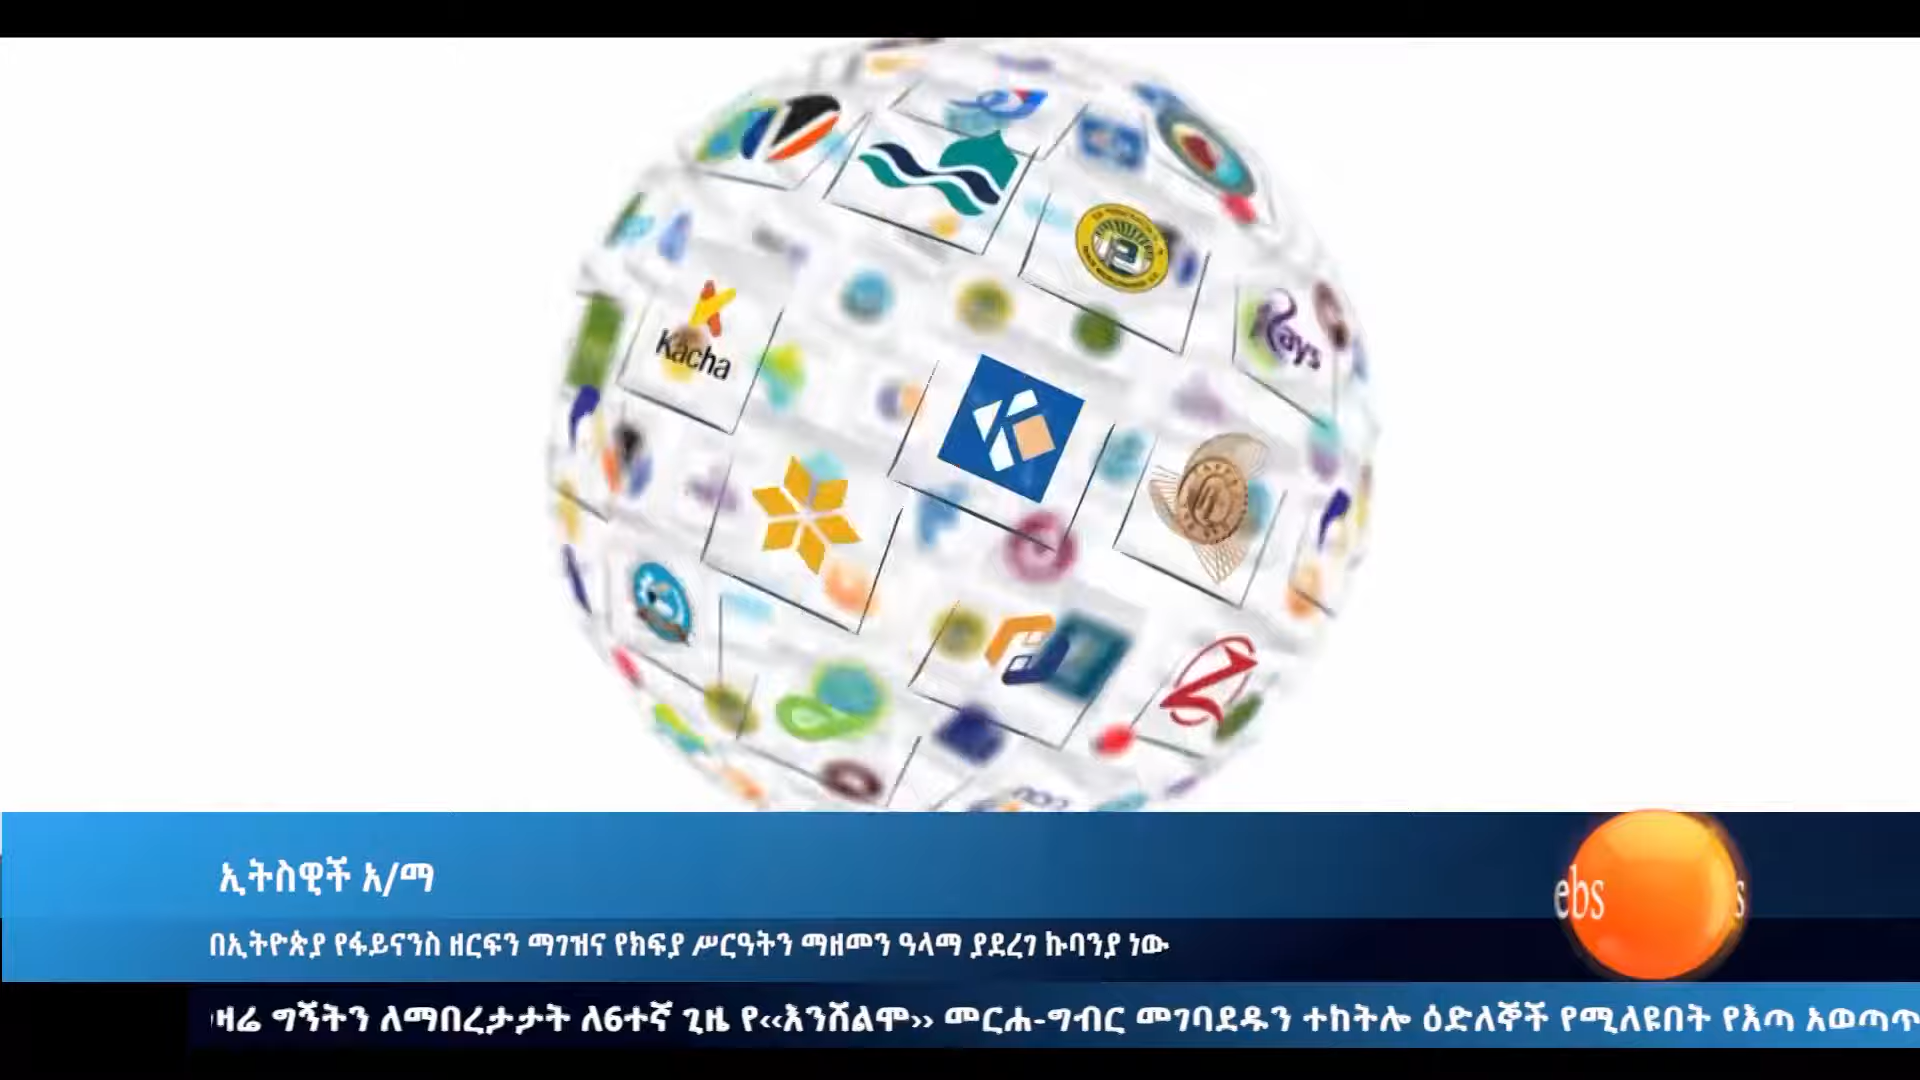 Kacha
Rays
ኢትስዊች አ/ማ
በኢትዮጵያ የፋይናንስ ዘርፍን ማገዝና የክፍያ ሥርዓትን ማዘመን ዓላማ ያደረገ ኩባንያ ነው
ebs
ዛሬ ግኝትን ለማበረታታት ለ6ተኛ ጊዜ የ‹‹እንሸልሞ›› መርሐ-ግብር መገባደዱን ተከትሎ ዕድለኞች የሚለዩበት የእጣ አወጣጥ